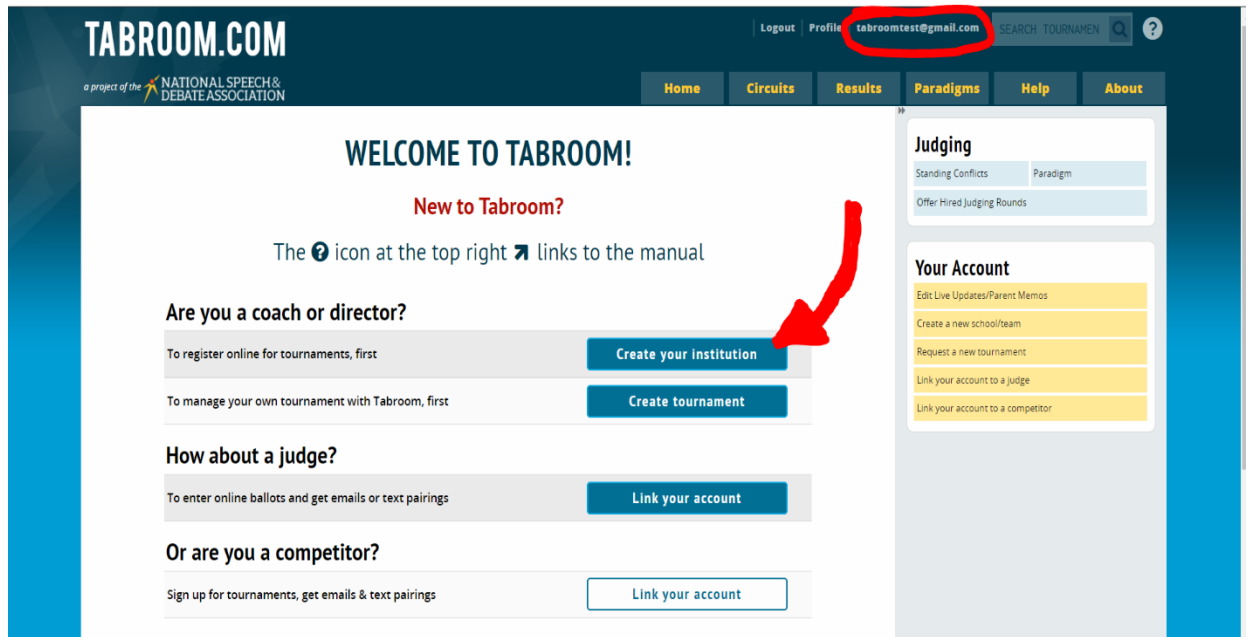 TABROOM.COM
a project of the NATIONAL SPEECH & DEBATE ASSOCIATION
Logout Profile tabroomtest@gmail.com SEARCH TOURNAMEN ?
Home Circuits Results Paradigms Help About
WELCOME TO TABROOM!
New to Tabroom?
The ? icon at the top right links to the manual
Are you a coach or director?
To register online for tournaments, first Create your institution
To manage your own tournament with Tabroom, first Create tournament
How about a judge?
To enter online ballots and get emails or text pairings Link your account
Or are you a competitor?
Sign up for tournaments, get emails & text pairings Link your account
Judging
Standing Conflicts Paradigm
Offer Hired Judging Rounds
Your Account
Edit Live Updates/Parent Memos
Create a new school/team
Request a new tournament
Link your account to a judge
Link your account to a competitor